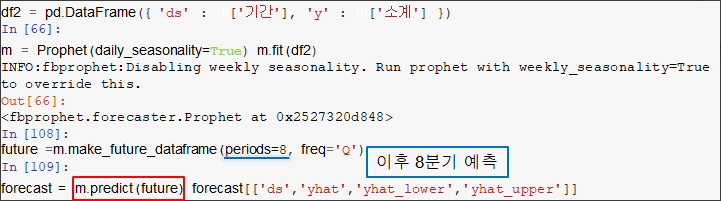 df2 = pd.DataFrame({ 'ds' : ['기간'], 'y' : ['소계'] })
In [66]:
m = Prophet(daily_seasonality=True) m.fit(df2)
INFO:fbprophet:Disabling weekly seasonality. Run prophet with weekly_seasonality=True
to override this.
Out[66]:
<fbprophet.forecaster.Prophet at 0x2527320d848>
In [108]:
future =m.make_future_dataframe(periods=8, freq='Q')
이후 8분기 예측
In [109]:
forecast = m.predict(future) forecast[['ds','yhat','yhat_lower','yhat_upper']]